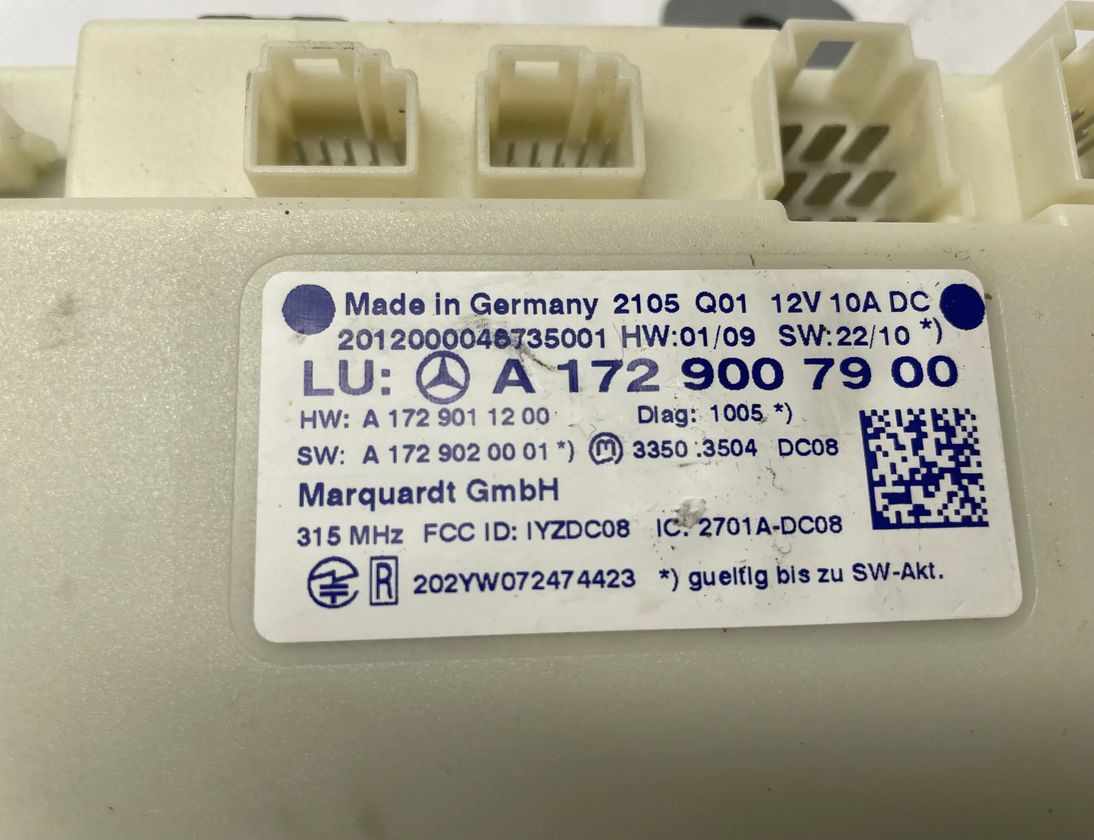 Made in Germany 2105 Q01 12V 10A DC
2012000048735001 HW:01/09 SW:22/10 *)
LU: A 172 900 79 00
HW: A 172 901 12 00 Diag: 1005 *)
SW: A 172 902 00 01 *) m 3350 .3504 DC08
Marquardt GmbH
315 MHz FCC ID: IYZDC08 IC: 2701A-DC08
R 202YW072474423 *) gueltig bis zu SW-Akt.